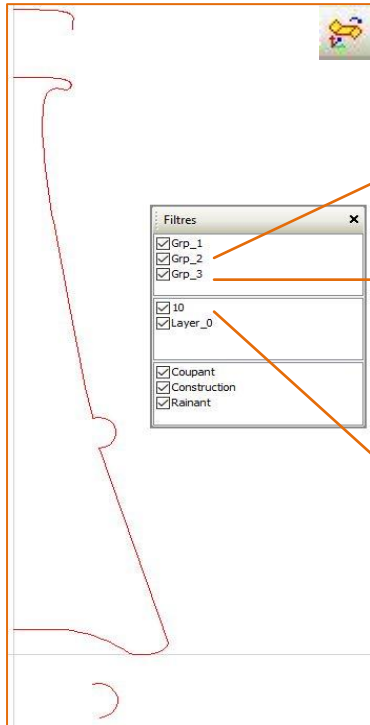 Filtres
Grp_1
Grp_2
Grp_3
10
Layer_0
Coupant
Construction
Rainant